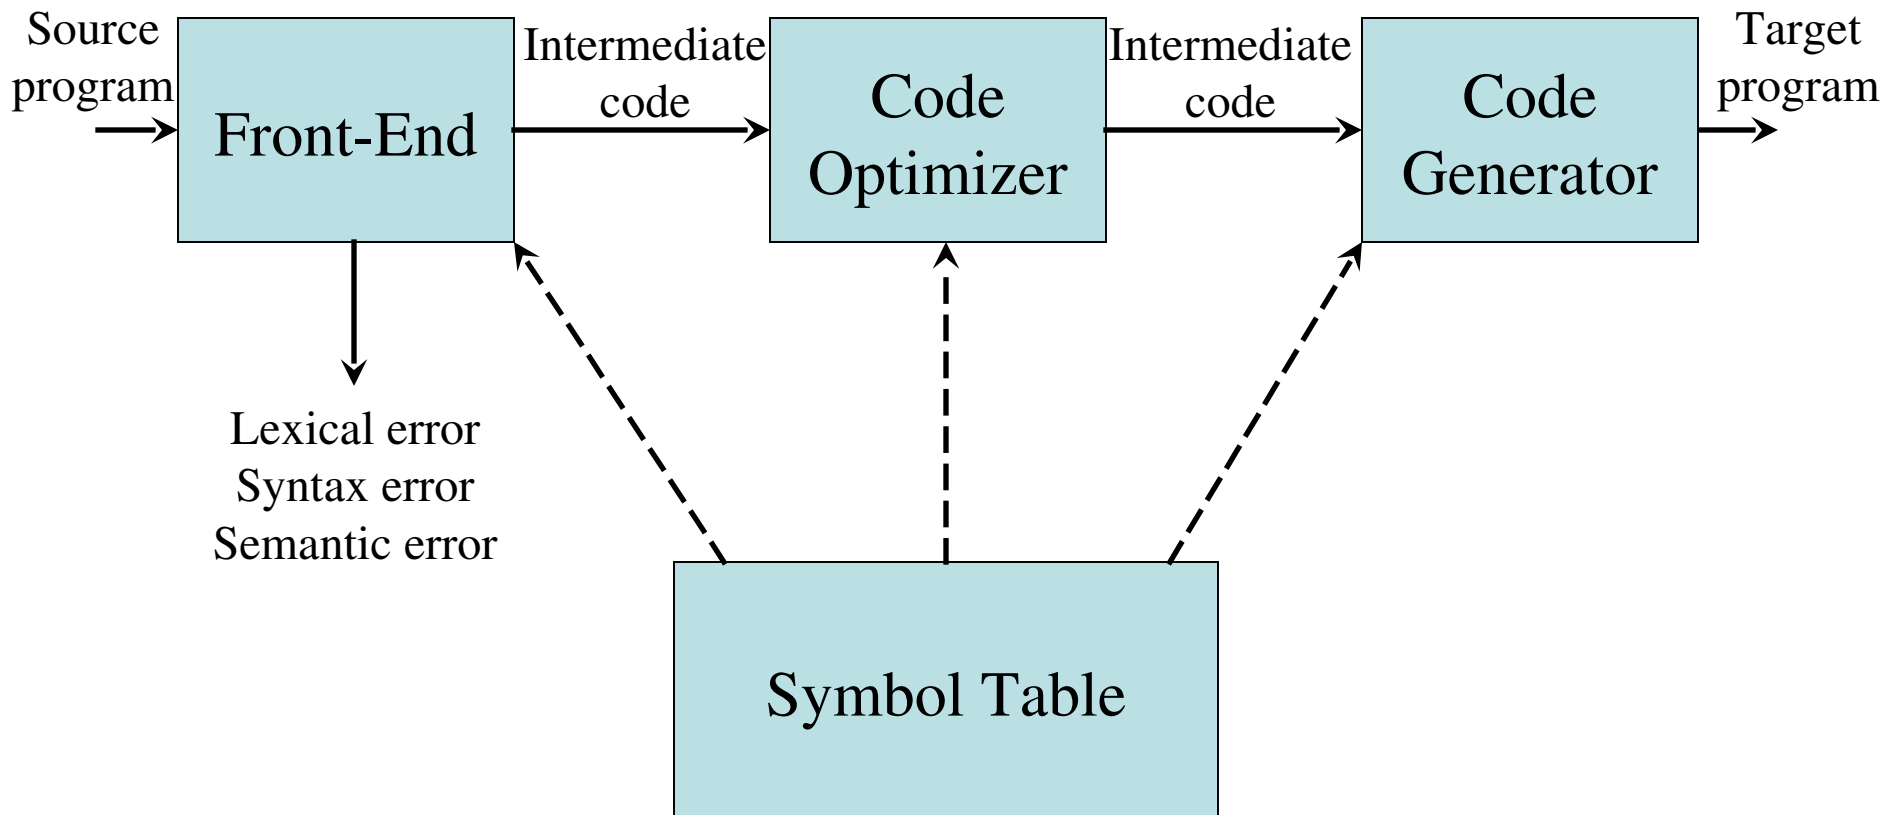 Source
program
Front-End
Intermediate
code
Code
Optimizer
Intermediate
code
Code
Generator
Target
program
Lexical error
Syntax error
Semantic error
Symbol Table